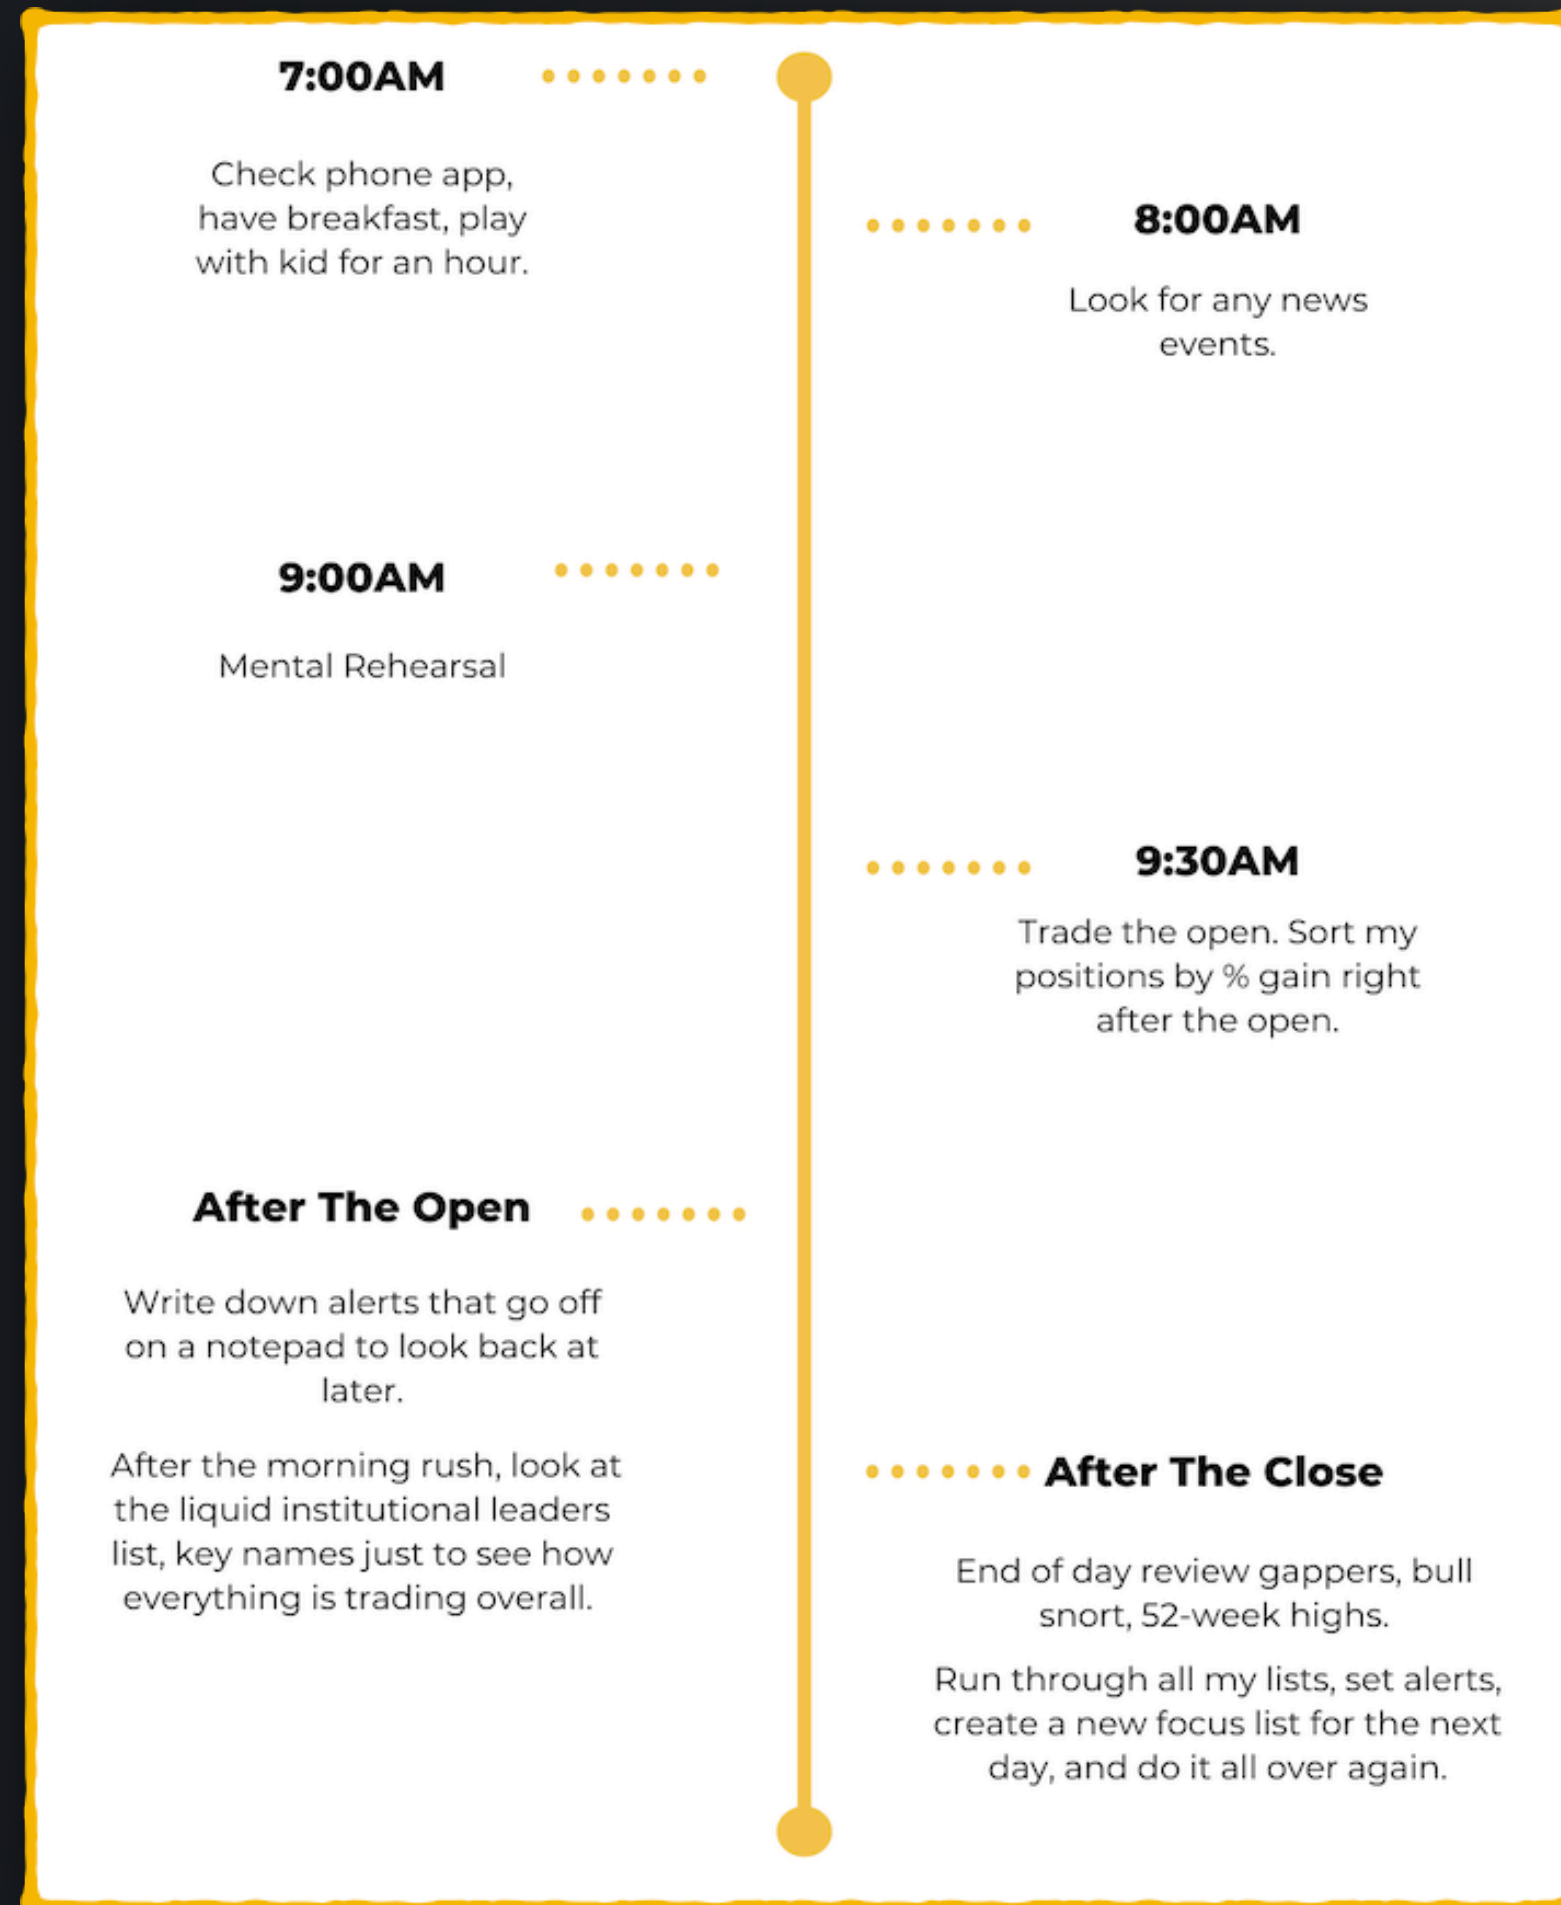 7:00AM
Check phone app,
have breakfast, play
with kid for an hour.
8:00AM
Look for any news
events.
9:00AM
Mental Rehearsal
9:30AM
Trade the open. Sort my
positions by % gain right
after the open.
After The Open
Write down alerts that go off
on a notepad to look back at
later.
After the morning rush, look at
the liquid institutional leaders
list, key names just to see how
everything is trading overall.
After The Close
End of day review gappers, bull
snort, 52-week highs.
Run through all my lists, set alerts,
create a new focus list for the next
day, and do it all over again.